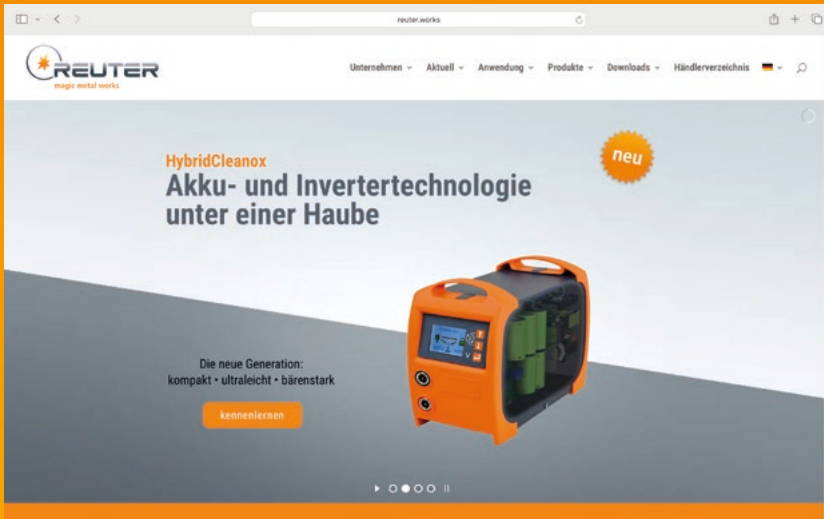 reuter.works
REUTER
magic metal works
Unternehmen Aktuell Anwendung Produkte Downloads Händlerverzeichnis
neu
HybridCleanox
Akku- und Invertertechnologie
unter einer Haube
Die neue Generation:
kompakt • ultraleicht • bärenstark
kennenlernen